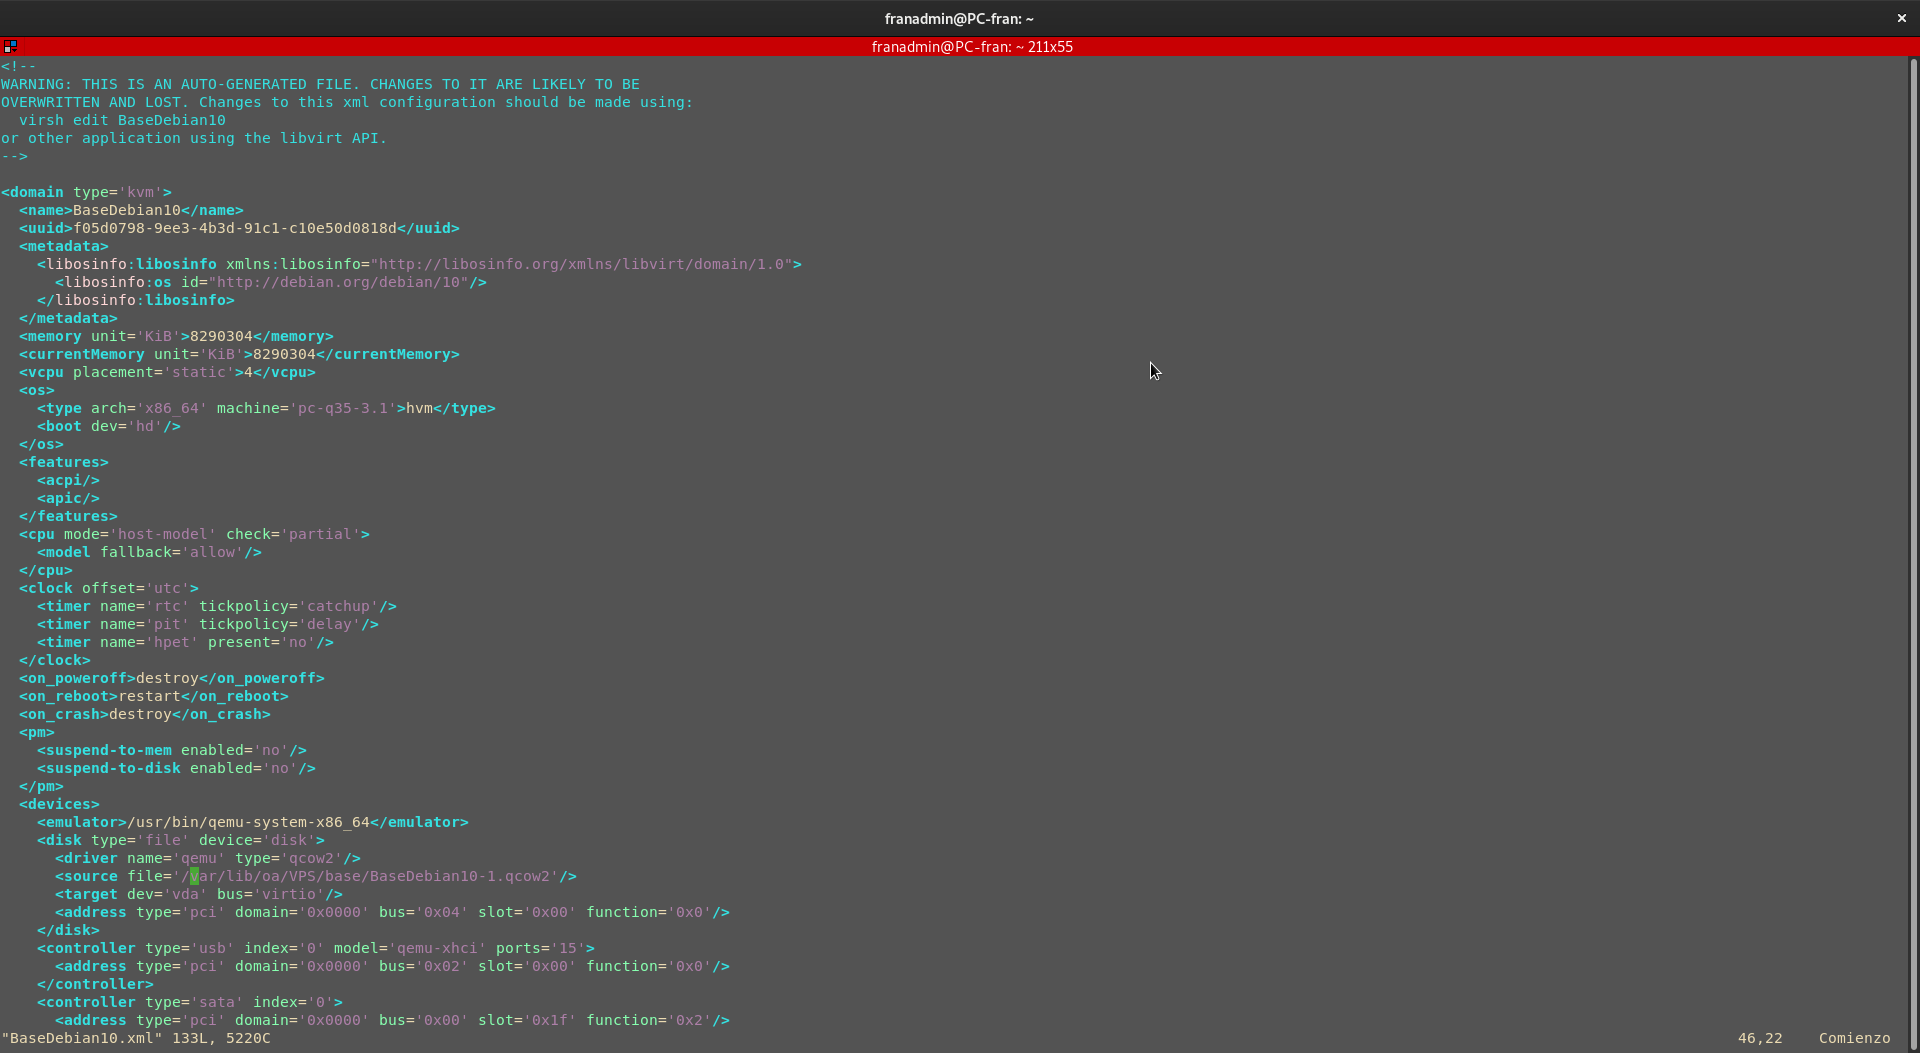 franadmin@PC-fran: ~
franadmin@PC-fran: ~ 211x55
<!--
WARNING: THIS IS AN AUTO-GENERATED FILE. CHANGES TO IT ARE LIKELY TO BE
OVERWRITTEN AND LOST. Changes to this xml configuration should be made using:
  virsh edit BaseDebian10
or other application using the libvirt API.
-->

<domain type='kvm'>
  <name>BaseDebian10</name>
  <uuid>f05d0798-9ee3-4b3d-91c1-c10e50d0818d</uuid>
  <metadata>
    <libosinfo:libosinfo xmlns:libosinfo="http://libosinfo.org/xmlns/libvirt/domain/1.0">
      <libosinfo:os id="http://debian.org/debian/10"/>
    </libosinfo:libosinfo>
  </metadata>
  <memory unit='KiB'>8290304</memory>
  <currentMemory unit='KiB'>8290304</currentMemory>
  <vcpu placement='static'>4</vcpu>
  <os>
    <type arch='x86_64' machine='pc-q35-3.1'>hvm</type>
    <boot dev='hd'/>
  </os>
  <features>
    <acpi/>
    <apic/>
  </features>
  <cpu mode='host-model' check='partial'>
    <model fallback='allow'/>
  </cpu>
  <clock offset='utc'>
    <timer name='rtc' tickpolicy='catchup'/>
    <timer name='pit' tickpolicy='delay'/>
    <timer name='hpet' present='no'/>
  </clock>
  <on_poweroff>destroy</on_poweroff>
  <on_reboot>restart</on_reboot>
  <on_crash>destroy</on_crash>
  <pm>
    <suspend-to-mem enabled='no'/>
    <suspend-to-disk enabled='no'/>
  </pm>
  <devices>
    <emulator>/usr/bin/qemu-system-x86_64</emulator>
    <disk type='file' device='disk'>
      <driver name='qemu' type='qcow2'/>
      <source file='/var/lib/oa/VPS/base/BaseDebian10-1.qcow2'/>
      <target dev='vda' bus='virtio'/>
      <address type='pci' domain='0x0000' bus='0x04' slot='0x00' function='0x0'/>
    </disk>
    <controller type='usb' index='0' model='qemu-xhci' ports='15'>
      <address type='pci' domain='0x0000' bus='0x02' slot='0x00' function='0x0'/>
    </controller>
    <controller type='sata' index='0'>
      <address type='pci' domain='0x0000' bus='0x00' slot='0x1f' function='0x2'/>
"BaseDebian10.xml" 133L, 5220C 46,22 Comienzo